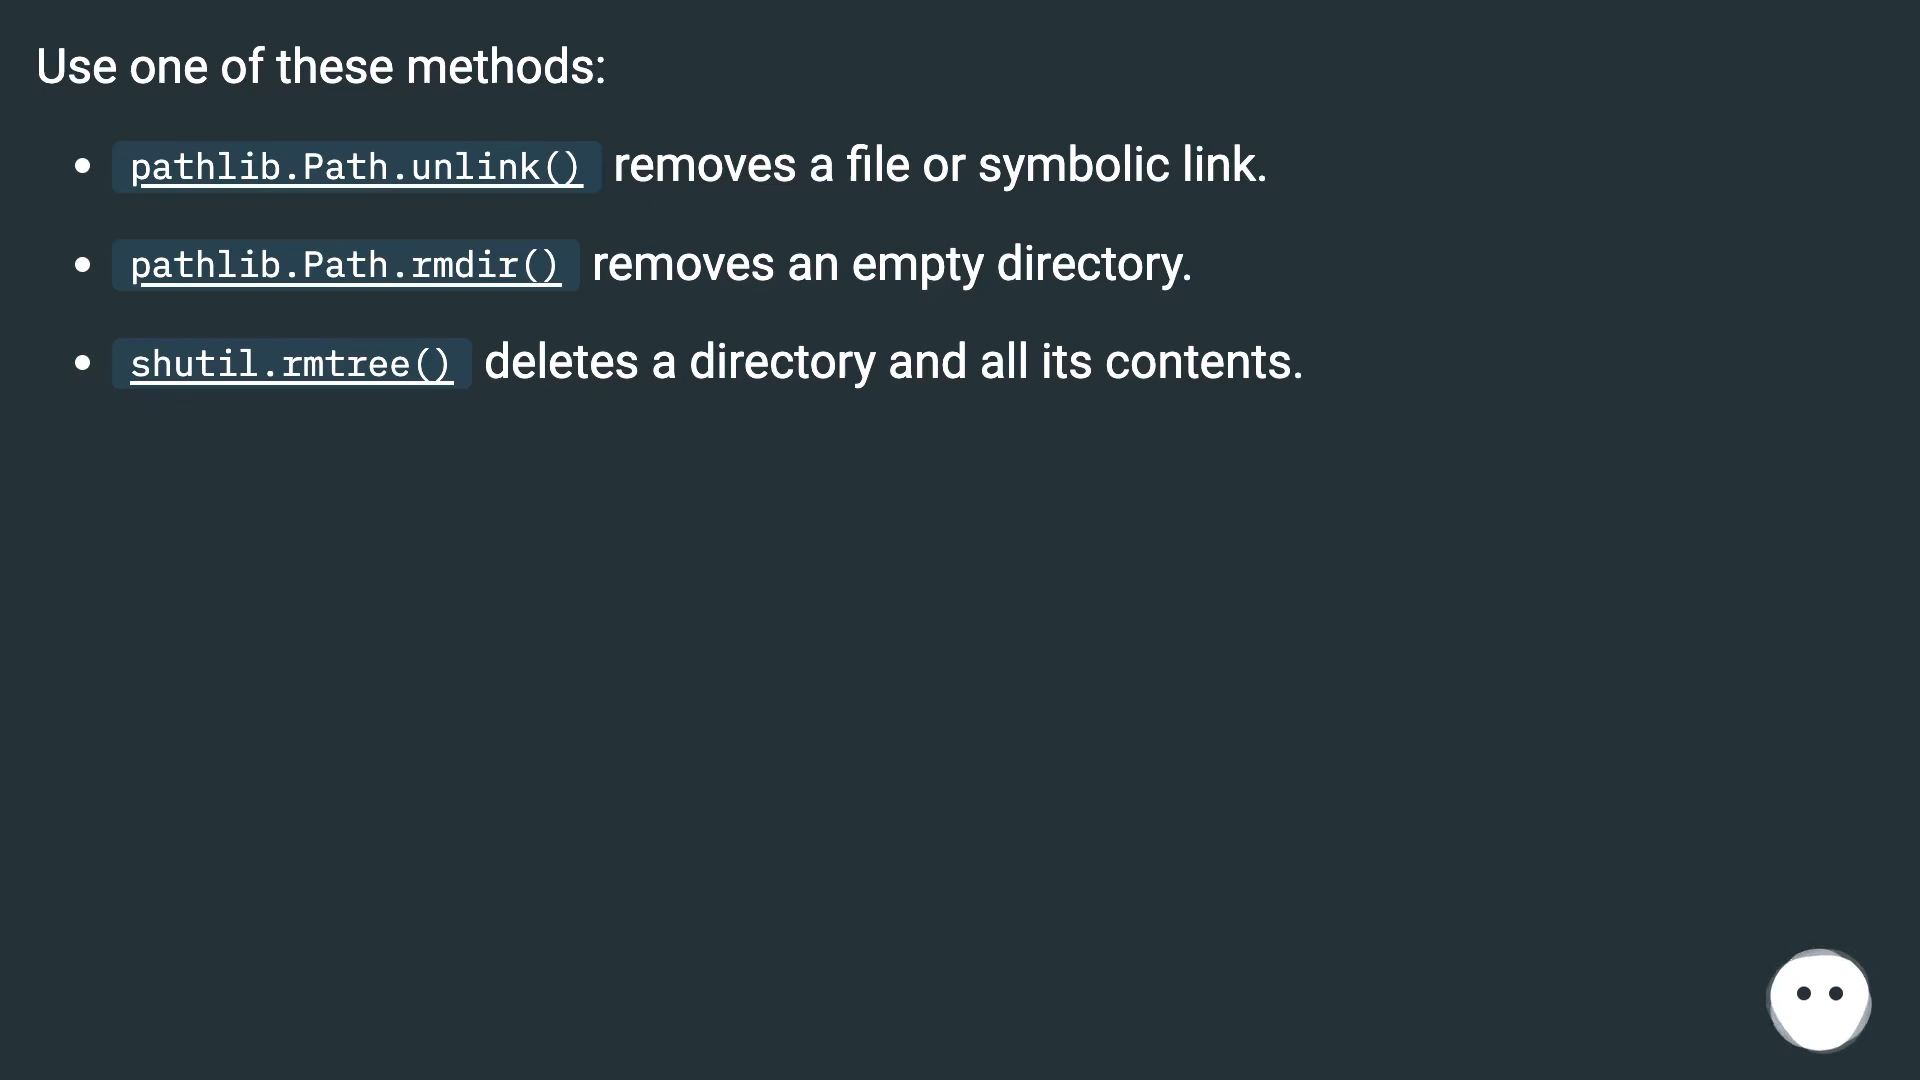 Use one of these methods:
pathlib.Path.unlink() removes a file or symbolic link.
pathlib.Path.rmdir() removes an empty directory.
shutil.rmtree() deletes a directory and all its contents.